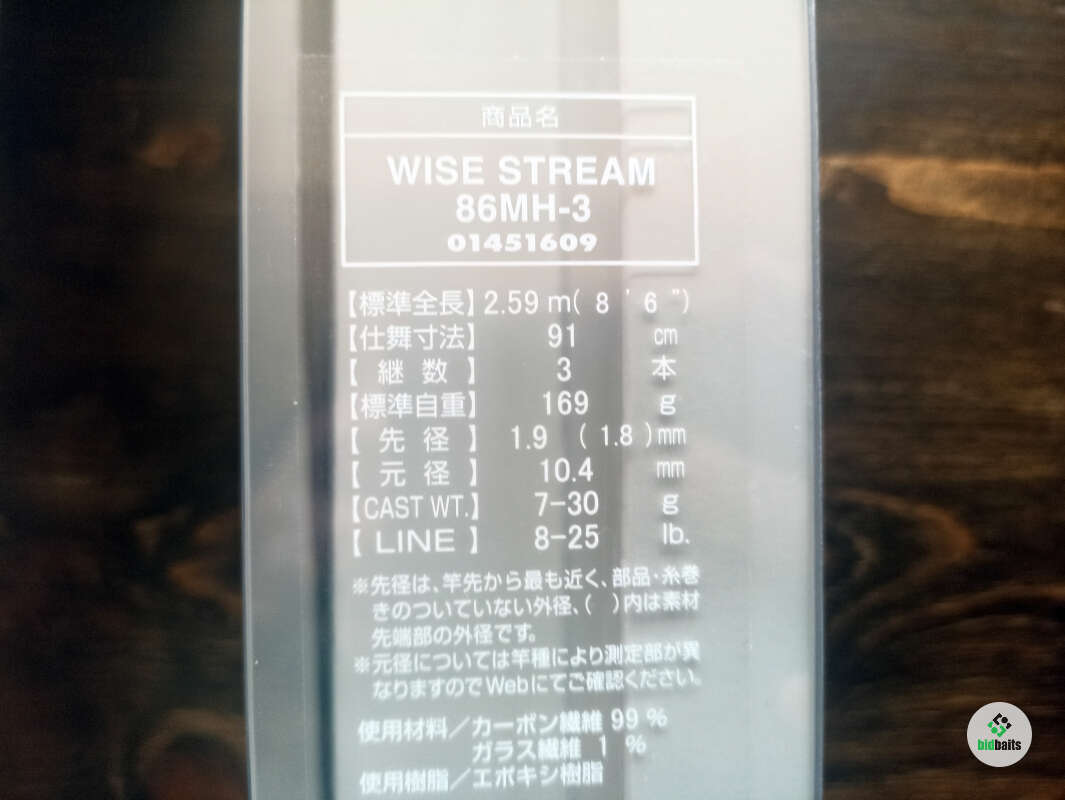 商品名
WISE STREAM
86MH-3
01451609
【標準全長】2.59 m( 8 ' 6 ")
【仕舞寸法】 91 cm
【 継 数 】 3 本
【標準自重】 169 g
【 先 径 】 1.9 ( 1.8 )mm
【 元 径 】 10.4 mm
【CAST WT.】 7-30 g
【 LINE 】 8-25 lb.
※先径は、竿先から最も近く、部品・糸巻
きのついていない外径、( )内は素材
先端部の外径です。
※元径については竿種により測定部が異
なりますのでWebにてご確認ください。
使用材料/カーボン繊維 99 %
ガラス繊維 1 %
使用樹脂/エポキシ樹脂
bidbaits